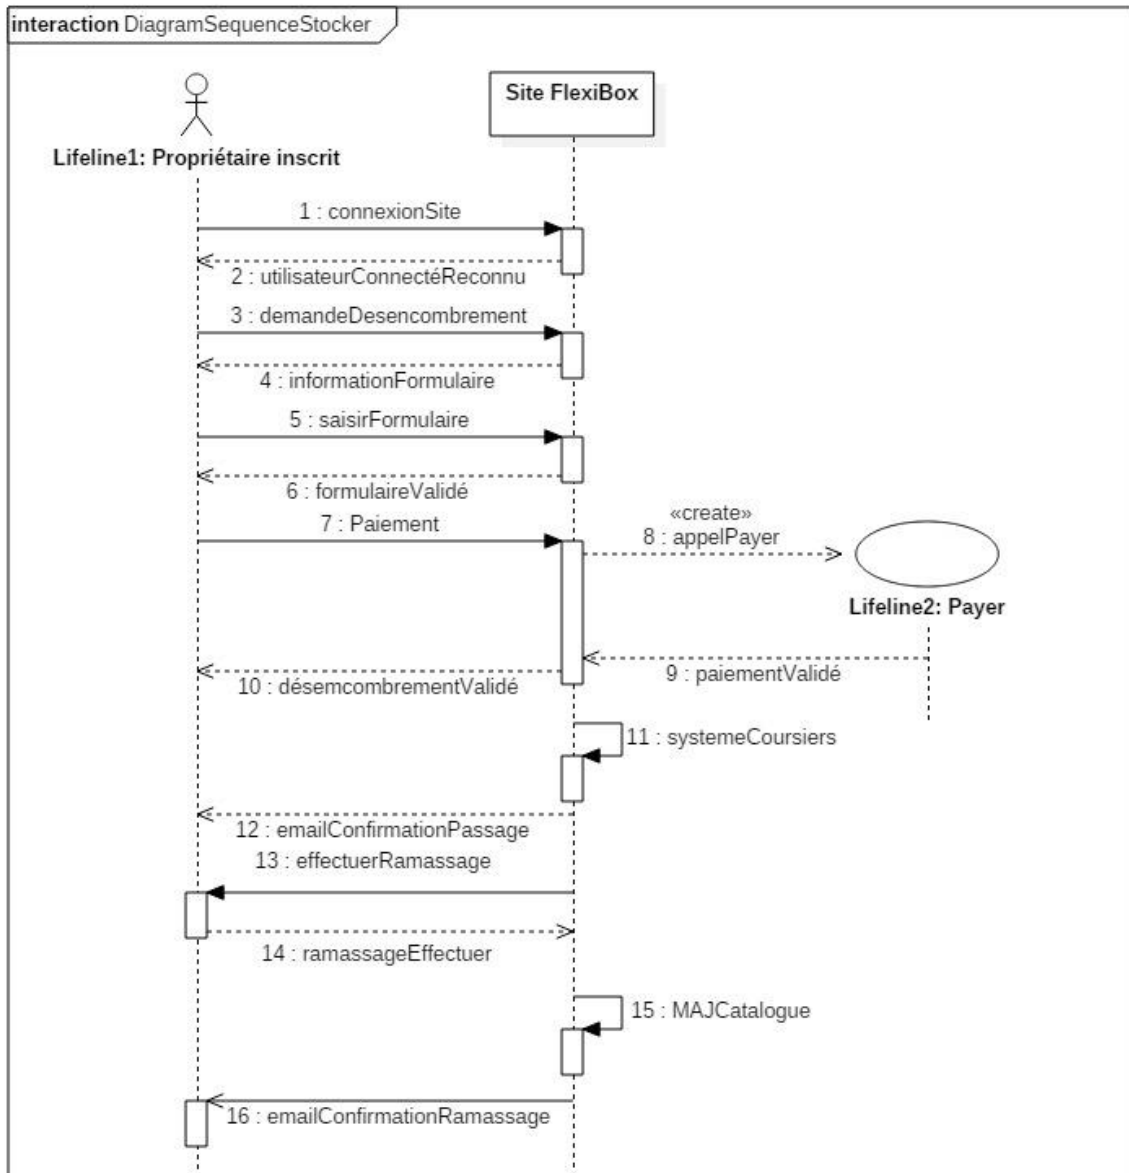 interaction DiagramSequenceStocker
Site FlexiBox
Lifeline1: Propriétaire inscrit
1 : connexionSite
2 : utilisateurConnectéReconnu
3 : demandeDesencombrement
4 : informationFormulaire
5 : saisirFormulaire
6 : formulaireValidé
7 : Paiement
«create»
8 : appelPayer
Lifeline2: Payer
9 : paiementValidé
10 : désemcombrementValidé
11 : systemeCoursiers
12 : emailConfirmationPassage
13 : effectuerRamassage
14 : ramassageEffectuer
15 : MAJCatalogue
16 : emailConfirmationRamassage